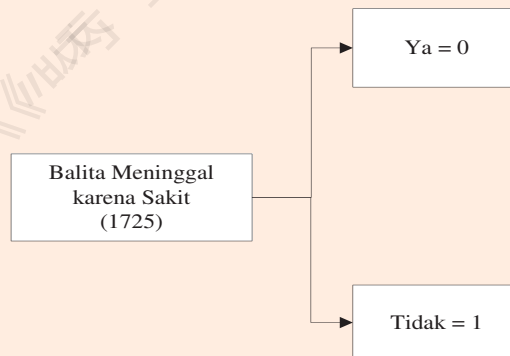 Ya = 0
Balita Meninggal
karena Sakit
(1725)
Tidak = 1